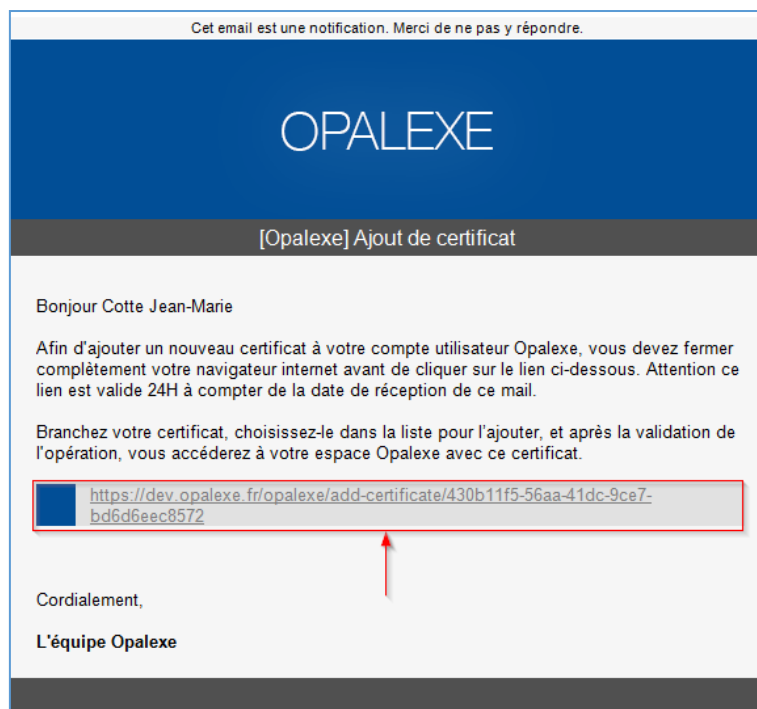 Cet email est une notification. Merci de ne pas y répondre.
OPALEXE
[Opalexe] Ajout de certificat
Bonjour Cotte Jean-Marie
Afin d'ajouter un nouveau certificat à votre compte utilisateur Opalexe, vous devez fermer
complètement votre navigateur internet avant de cliquer sur le lien ci-dessous. Attention ce
lien est valide 24H à compter de la date de réception de ce mail.
Branchez votre certificat, choisissez-le dans la liste pour l'ajouter, et après la validation de
l'opération, vous accéderez à votre espace Opalexe avec ce certificat.
https://dev.opalexe.fr/opalexe/add-certificate/430b11f5-56aa-41dc-9ce7-
bd6d6eec8572
Cordialement,
L'équipe Opalexe